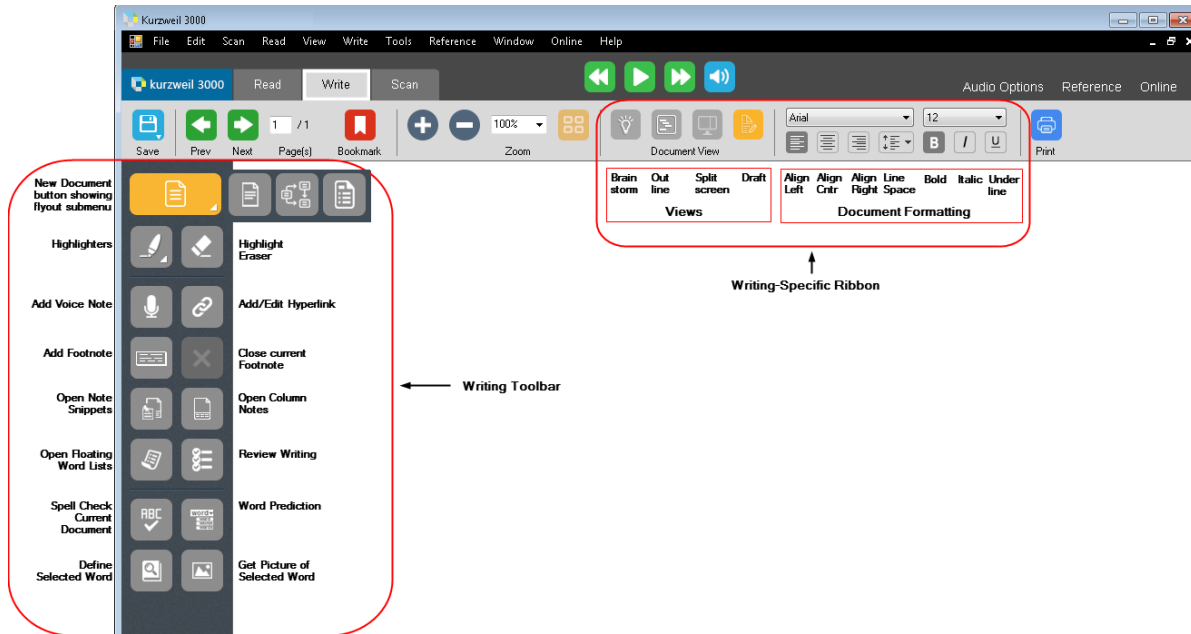 Kurzweil 3000
File Edit Scan Read View Write Tools Reference Window Online Help
kurzweil 3000 Read Write Scan Audio Options Reference Online
1 /1 100% Arial 12
B I U
Save Prev Next Page(s) Bookmark Zoom Document View Print
New Document
button showing
flyout submenu
Brain
storm
Out
line
Split
screen
Draft
Views
Align
Left
Align
Cntr
Align
Right
Line
Space
Bold
Italic
Under
line
Document Formatting
Writing-Specific Ribbon
Highlighters
Highlight
Eraser
Add Voice Note
Add/Edit Hyperlink
Add Footnote
Close current
Footnote
Writing Toolbar
Open Note
Snippets
Open Column
Notes
Open Floating
Word Lists
Review Writing
Spell Check
Current
Document
ABC
word
Word Prediction
Define
Selected Word
Get Picture of
Selected Word